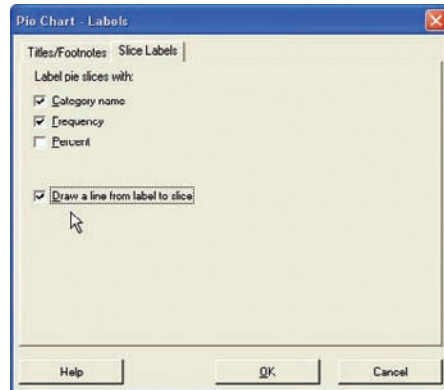 Pie Chart - Labels
Titles/Footnotes Slice Labels
Label pie slices with:
Category name
Frequency
Percent
Draw a line from label to slice
Help OK Cancel